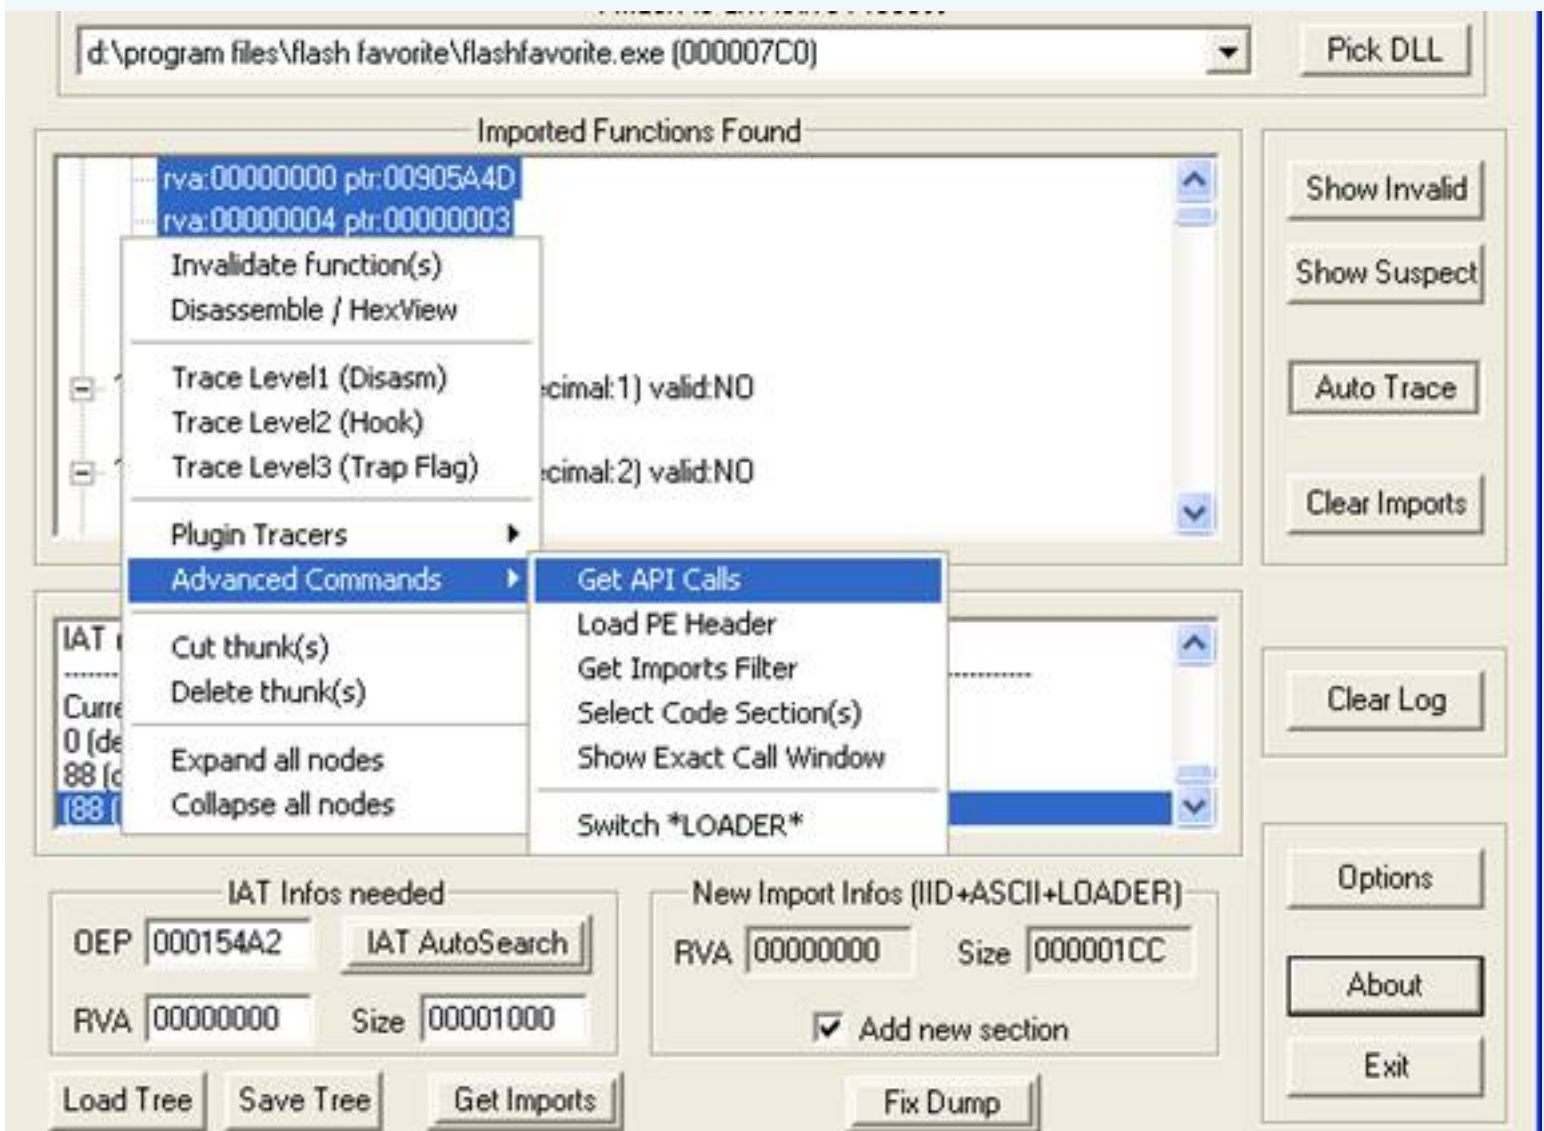 d:\program files\flash favorite\flashfavorite.exe (000007C0)
Pick DLL
Imported Functions Found
rva:00000000 ptr:00905A4D
rva:00000004 ptr:00000003
Show Invalid
Show Suspect
Auto Trace
Clear Imports
Invalidate function(s)
Disassemble / HexView
Trace Level1 (Disasm)
Trace Level2 (Hook)
Trace Level3 (Trap Flag)
Plugin Tracers
Advanced Commands
Cut thunk(s)
Delete thunk(s)
Expand all nodes
Collapse all nodes
cimal:1) valid:NO
cimal:2) valid:NO
Get API Calls
Load PE Header
Get Imports Filter
Select Code Section(s)
Show Exact Call Window
Switch *LOADER*
IAT
Curre
0 (de
88 (d
(88 (
Clear Log
IAT Infos needed
OEP 000154A2 IAT AutoSearch
RVA 00000000 Size 00001000
New Import Infos (IID+ASCII+LOADER)
RVA 00000000 Size 000001CC
Add new section
Options
About
Exit
Load Tree Save Tree Get Imports Fix Dump